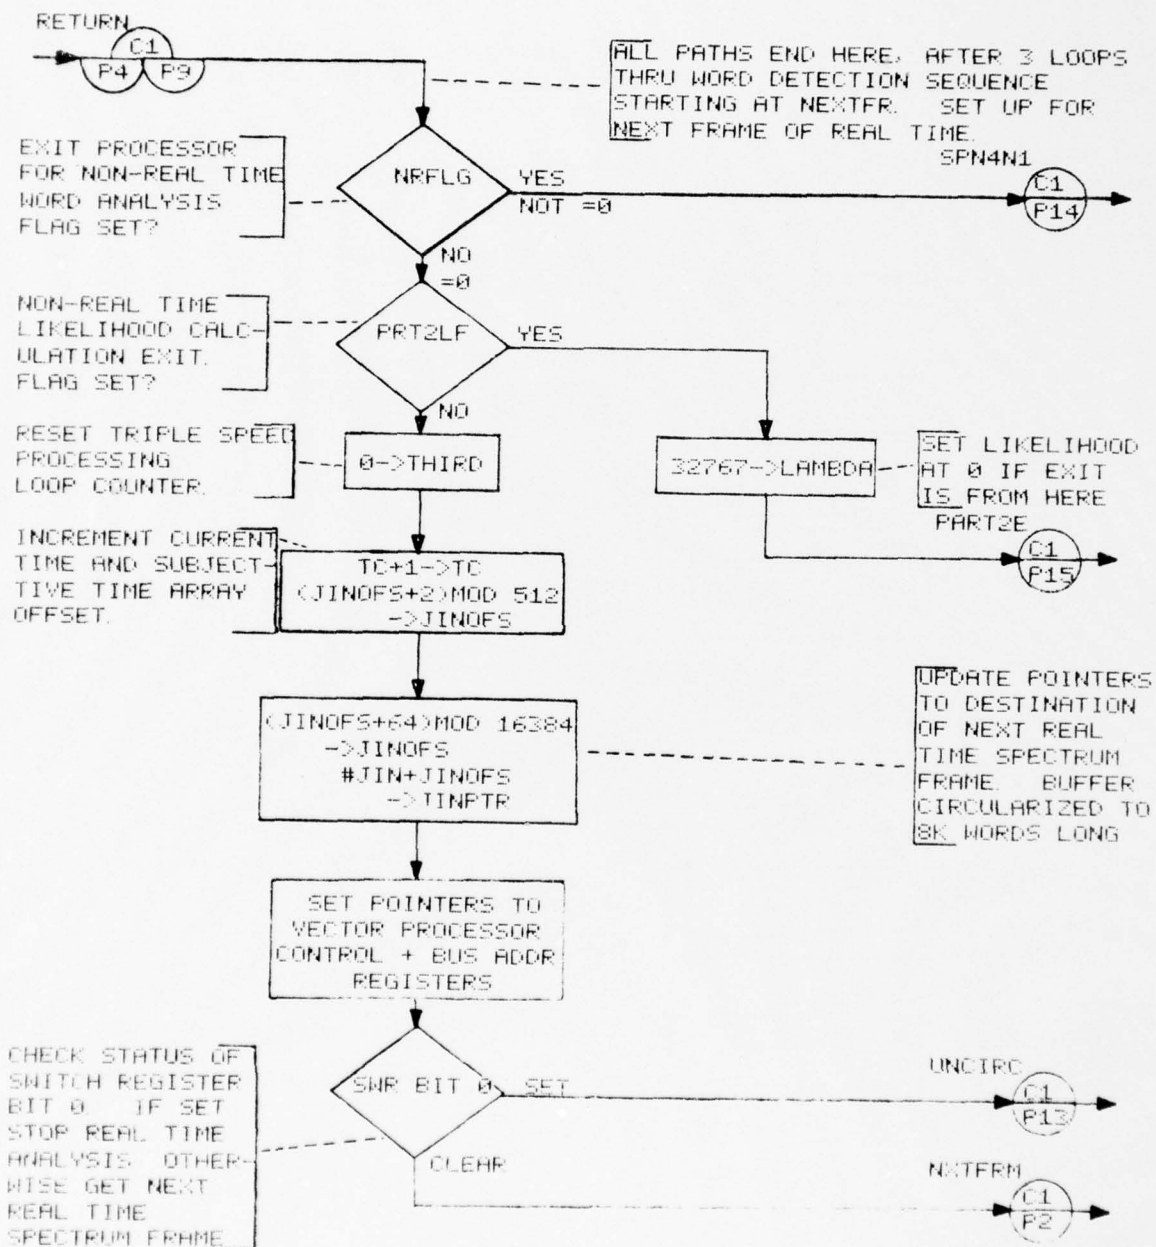 RETURN
C1
P4 P9
ALL PATHS END HERE, AFTER 3 LOOPS
THRU WORD DETECTION SEQUENCE
STARTING AT NEXTFR. SET UP FOR
NEXT FRAME OF REAL TIME.
EXIT PROCESSOR
FOR NON-REAL TIME
WORD ANALYSIS
FLAG SET?
NRFLG
YES
NOT =0
SPN4N1
C1
P14
NO
=0
NON-REAL TIME
LIKELIHOOD CALC-
ULATION EXIT.
FLAG SET?
PRT2LF
YES
NO
RESET TRIPLE SPEED
PROCESSING
LOOP COUNTER.
0->THIRD
32767->LAMBDA
SET LIKELIHOOD
AT 0 IF EXIT
IS FROM HERE
PART2E
C1
P15
INCREMENT CURRENT
TIME AND SUBJECT-
TIVE TIME ARRAY
OFFSET.
TC+1->TC
(JINOFS+2)MOD 512
->JINOFS
(JINOFS+64)MOD 16384
->JINOFS
#JIN+JINOFS
->JINPTR
UPDATE POINTERS
TO DESTINATION
OF NEXT REAL
TIME SPECTRUM
FRAME. BUFFER
CIRCULARIZED TO
8K WORDS LONG
SET POINTERS TO
VECTOR PROCESSOR
CONTROL + BUS ADDR
REGISTERS
CHECK STATUS OF
SWITCH REGISTER
BIT 0. IF SET
STOP REAL TIME
ANALYSIS OTHER-
WISE GET NEXT
REAL TIME
SPECTRUM FRAME
SWR BIT 0
SET
UNCIRC
C1
P13
CLEAR
NXTFRM
C1
P2